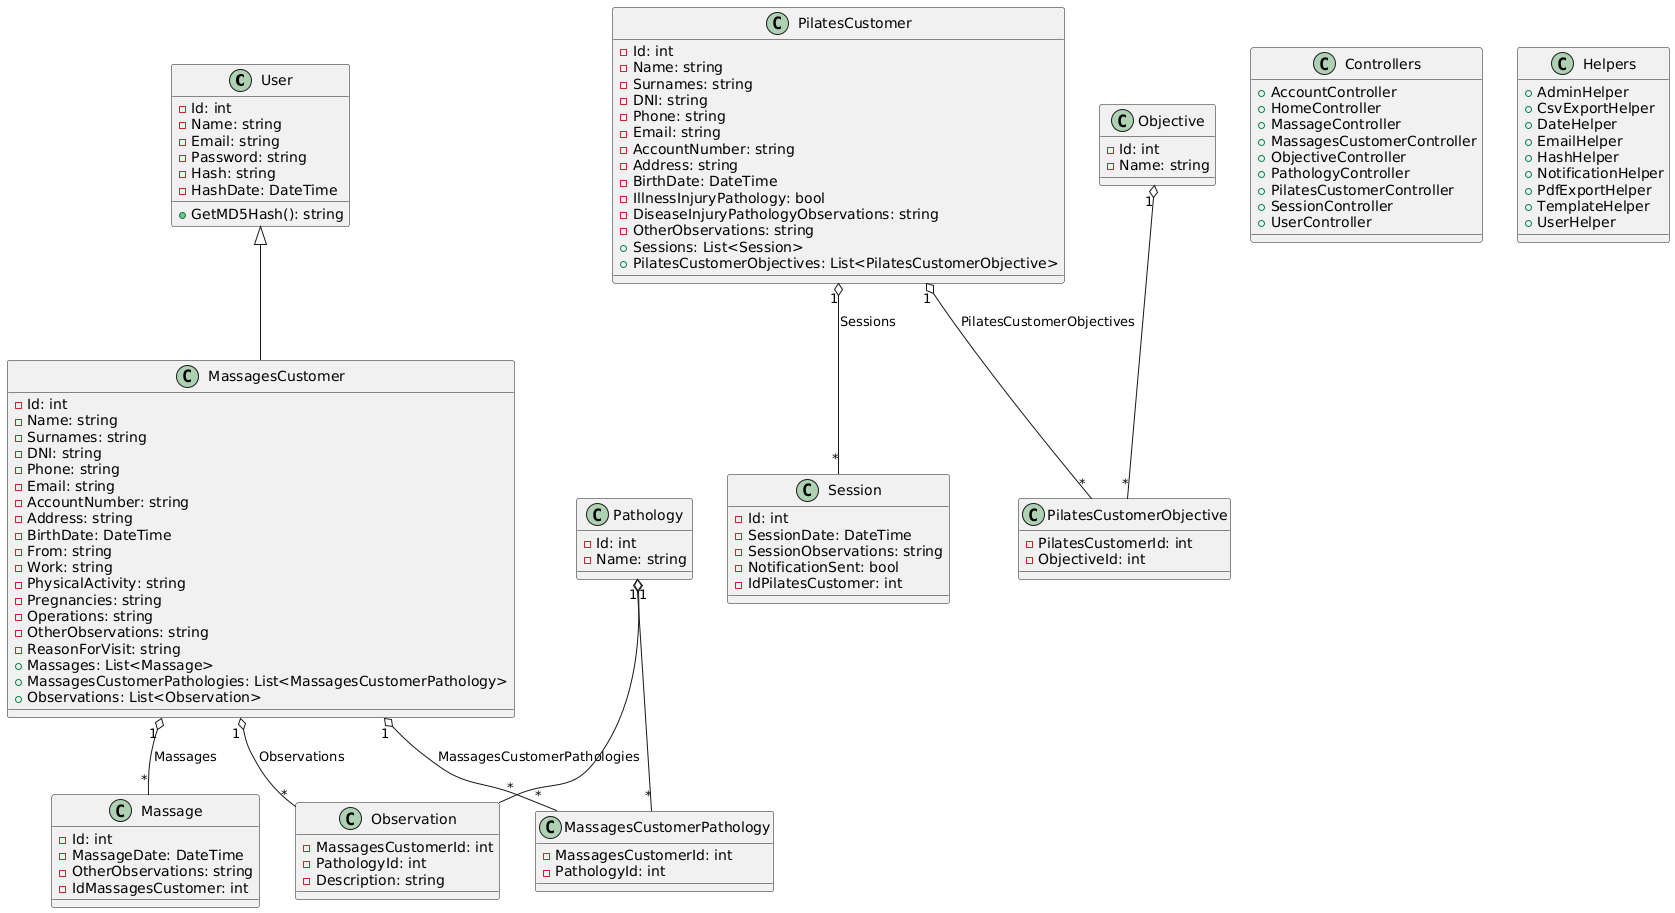 User
Id: int
Name: string
Email: string
Password: string
Hash: string
HashDate: DateTime
GetMD5Hash(): string
PilatesCustomer
Id: int
Name: string
Surnames: string
DNI: string
Phone: string
Email: string
AccountNumber: string
Address: string
BirthDate: DateTime
IllnessInjuryPathology: bool
DiseaseInjuryPathologyObservations: string
OtherObservations: string
Sessions: List<Session>
PilatesCustomerObjectives: List<PilatesCustomerObjective>
Objective
Id: int
Name: string
Controllers
AccountController
HomeController
MassageController
MassagesCustomerController
ObjectiveController
PathologyController
PilatesCustomerController
SessionController
UserController
Helpers
AdminHelper
CsvExportHelper
DateHelper
EmailHelper
HashHelper
NotificationHelper
PdfExportHelper
TemplateHelper
UserHelper
1
1
1
Sessions
PilatesCustomerObjectives
*
*
*
MassagesCustomer
Id: int
Name: string
Surnames: string
DNI: string
Phone: string
Email: string
AccountNumber: string
Address: string
BirthDate: DateTime
From: string
Work: string
PhysicalActivity: string
Pregnancies: string
Operations: string
OtherObservations: string
ReasonForVisit: string
Massages: List<Massage>
MassagesCustomerPathologies: List<MassagesCustomerPathology>
Observations: List<Observation>
Pathology
Id: int
Name: string
Session
Id: int
SessionDate: DateTime
SessionObservations: string
NotificationSent: bool
IdPilatesCustomer: int
PilatesCustomerObjective
PilatesCustomerId: int
ObjectiveId: int
1
1
1
1
1
Massages
Observations
MassagesCustomerPathologies
*
*
*
*
*
Massage
Id: int
MassageDate: DateTime
OtherObservations: string
IdMassagesCustomer: int
Observation
MassagesCustomerId: int
PathologyId: int
Description: string
MassagesCustomerPathology
MassagesCustomerId: int
PathologyId: int